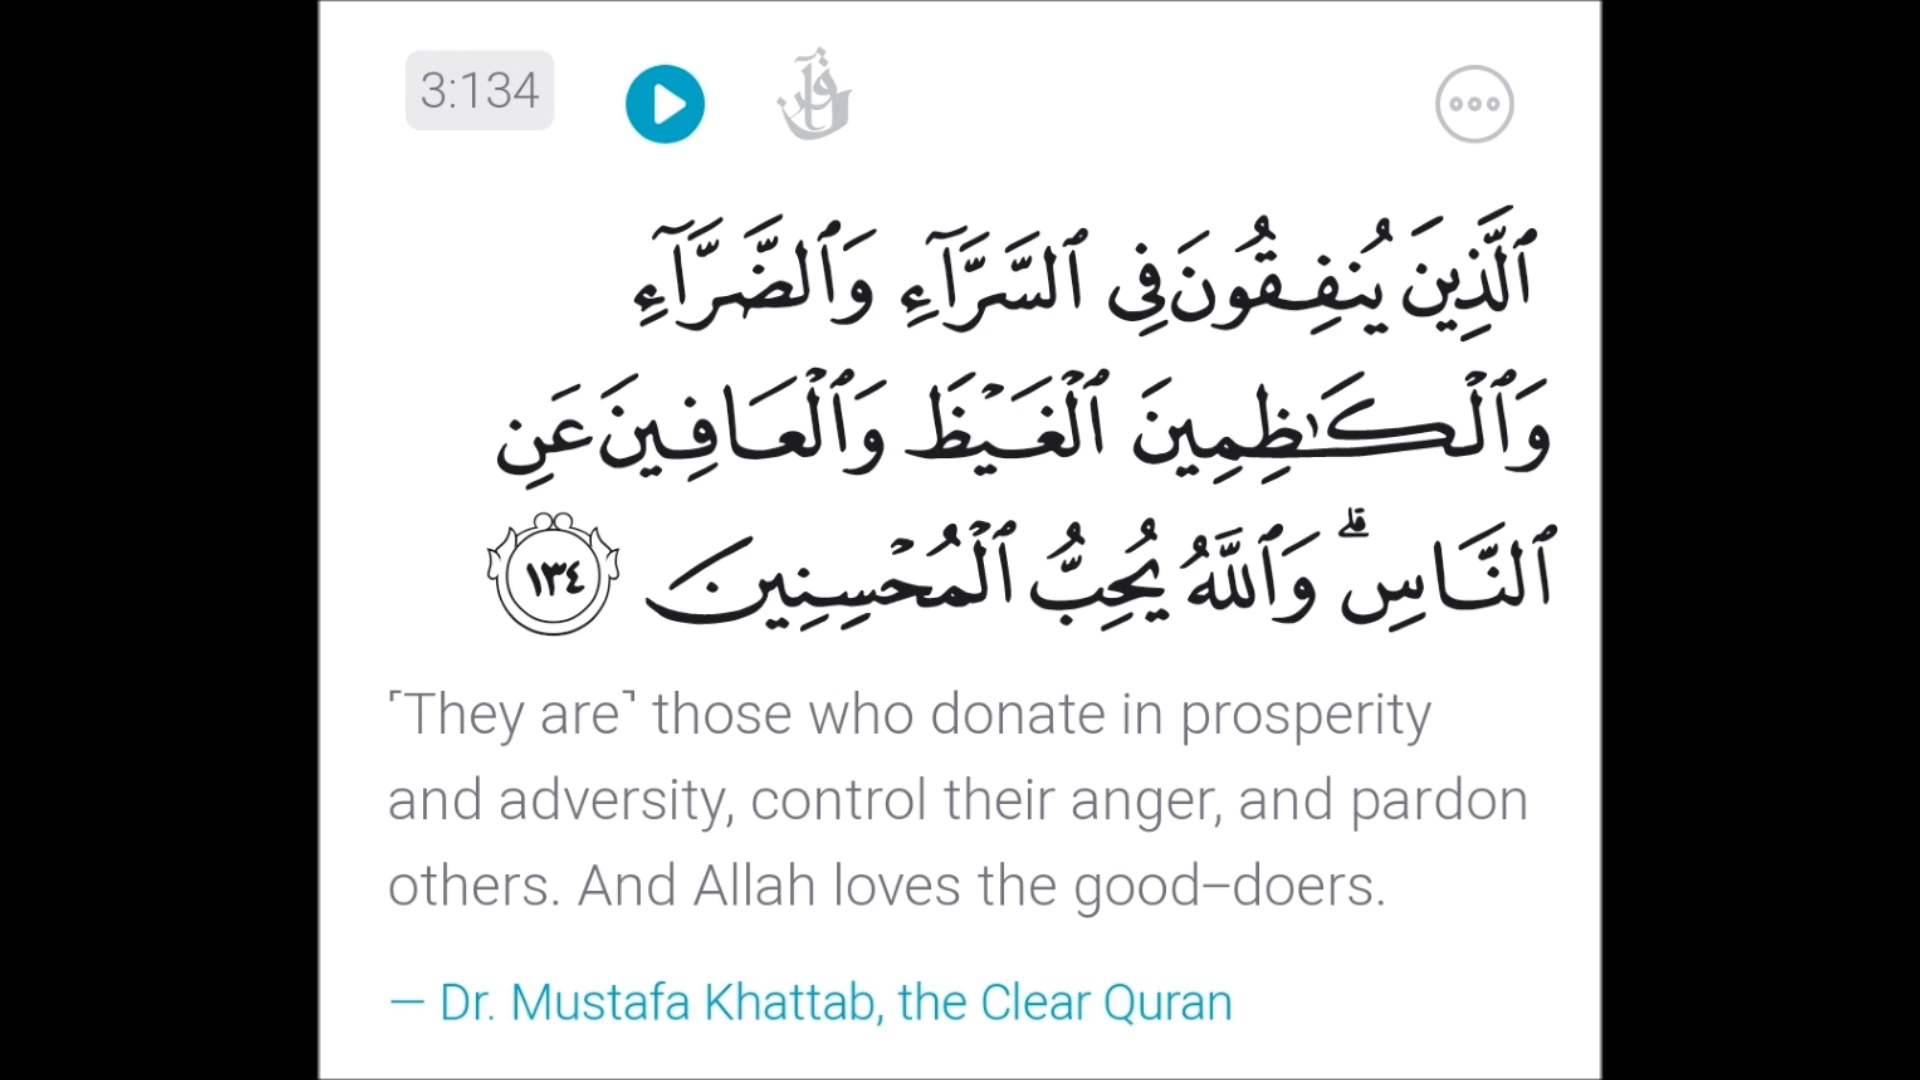 3:134
ٱلَّذِينَ يُنفِقُونَ فِى ٱلسَّرَّآءِ وَٱلضَّرَّآءِ
وَٱلْكَـٰظِمِينَ ٱلْغَيْظَ وَٱلْعَافِينَ عَنِ
ٱلنَّاسِ ۗ وَٱللَّهُ يُحِبُّ ٱلْمُحْسِنِينَ ١٣٤
⸢They are⸣ those who donate in prosperity
and adversity, control their anger, and pardon
others. And Allah loves the good–doers.
— Dr. Mustafa Khattab, the Clear Quran